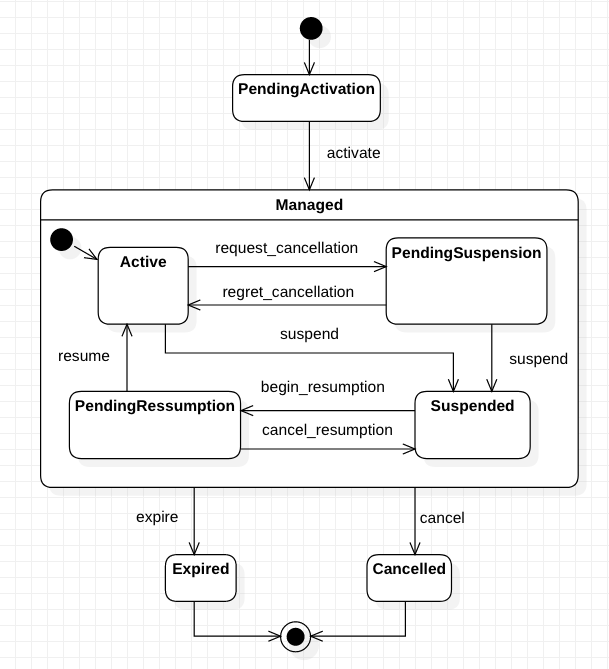 PendingActivation
activate
Managed
Active
request_cancellation
PendingSuspension
regret_cancellation
suspend
resume
suspend
PendingRessumption
begin_resumption
Suspended
cancel_resumption
expire
cancel
Expired
Cancelled